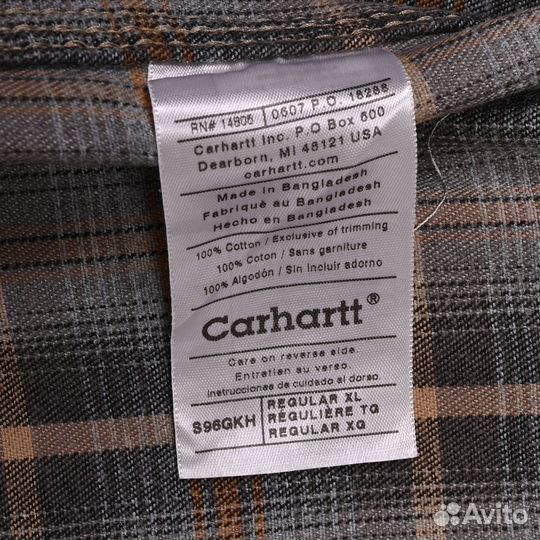 RN# 14806 0607 P.O. 18288
Carhartt Inc. P.O Box 600
Dearborn, MI 48121 USA
carhartt.com
Made in Bangladesh
Fabriqué au Bangladesh
Hecho en Bangladesh
100% Cotton / Exclusive of trimming
100% Coton / Sans garniture
100% Algodón / Sin incluir adorno
Carhartt®
Care on reverse side
Entretien au verso
Instrucciones de cuidado al dorso
S96GKH REGULAR XL
RÉGULIÈRE TG
REGULAR XG
Avito